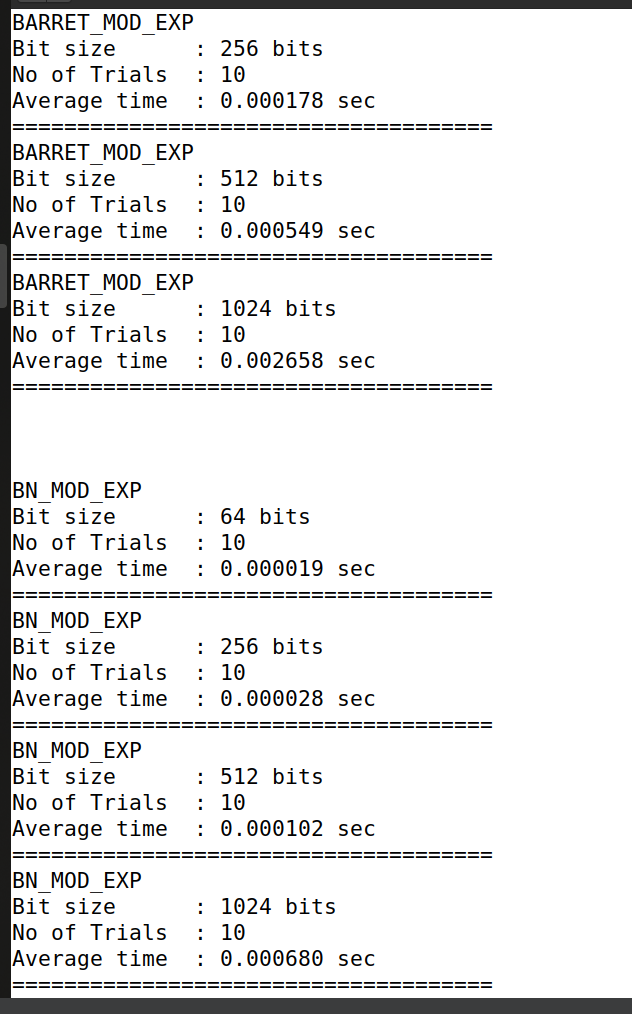 BARRET_MOD_EXP
Bit size      : 256 bits
No of Trials  : 10
Average time  : 0.000178 sec
=====================================
BARRET_MOD_EXP
Bit size      : 512 bits
No of Trials  : 10
Average time  : 0.000549 sec
=====================================
BARRET_MOD_EXP
Bit size      : 1024 bits
No of Trials  : 10
Average time  : 0.002658 sec
=====================================
BN_MOD_EXP
Bit size      : 64 bits
No of Trials  : 10
Average time  : 0.000019 sec
=====================================
BN_MOD_EXP
Bit size      : 256 bits
No of Trials  : 10
Average time  : 0.000028 sec
=====================================
BN_MOD_EXP
Bit size      : 512 bits
No of Trials  : 10
Average time  : 0.000102 sec
=====================================
BN_MOD_EXP
Bit size      : 1024 bits
No of Trials  : 10
Average time  : 0.000680 sec
=====================================